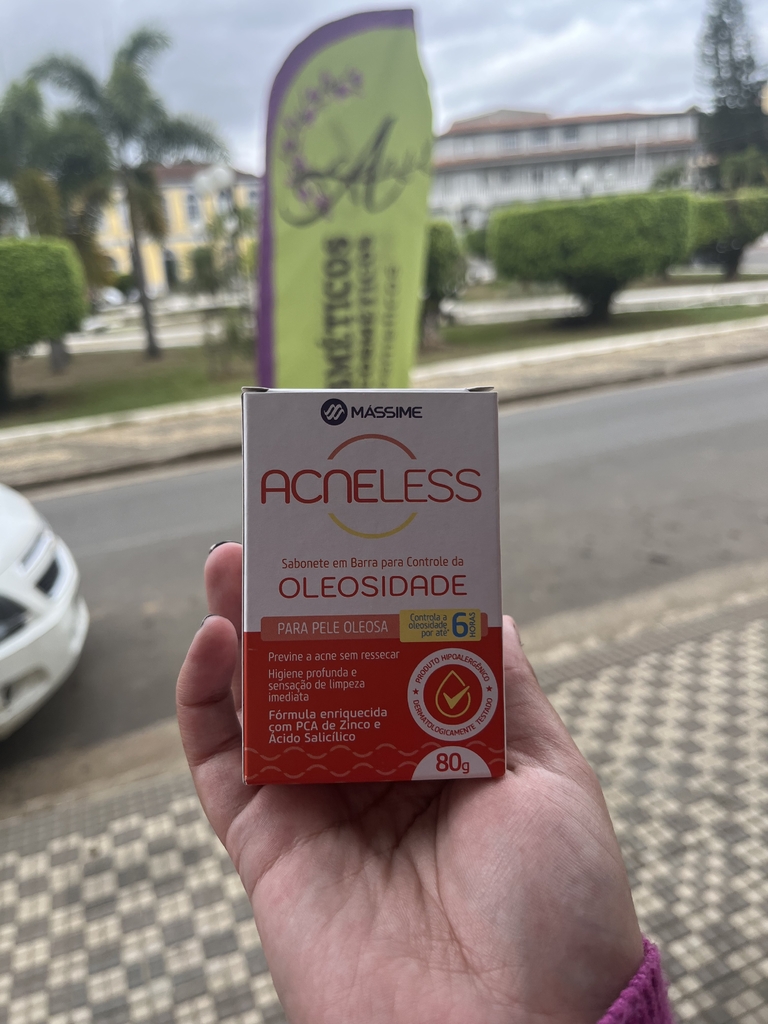 MÁSSIME
ACNELESS
Sabonete em Barra para Controle da
OLEOSIDADE
PARA PELE OLEOSA
Controla a
oleosidade
por até*
6
HORAS
Previne a acne sem ressecar
Higiene profunda e
sensação de limpeza
imediata
Fórmula enriquecida
com PCA de Zinco e
Ácido Salicílico
PRODUTO HIPOALERGÊNICO
DERMATOLOGICAMENTE TESTADO
80g